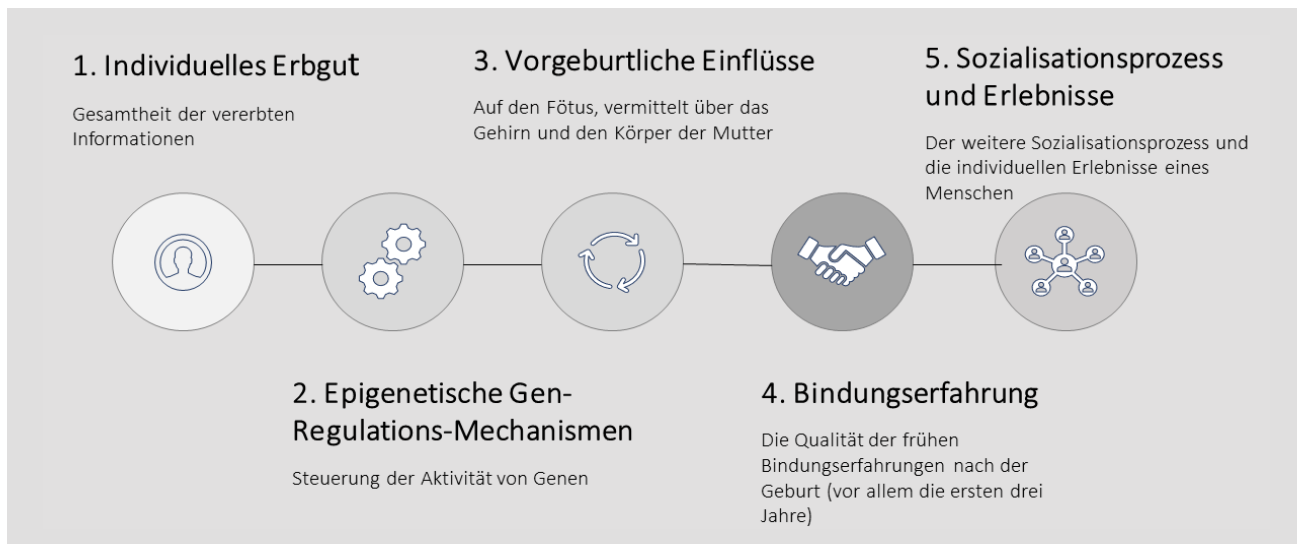 1. Individuelles Erbgut
Gesamtheit der vererbten
Informationen
2. Epigenetische Gen-
Regulations-Mechanismen
Steuerung der Aktivität von Genen
3. Vorgeburtliche Einflüsse
Auf den Fötus, vermittelt über das
Gehirn und den Körper der Mutter
4. Bindungserfahrung
Die Qualität der frühen
Bindungserfahrungen nach der
Geburt (vor allem die ersten drei
Jahre)
5. Sozialisationsprozess
und Erlebnisse
Der weitere Sozialisationsprozess und
die individuellen Erlebnisse eines
Menschen